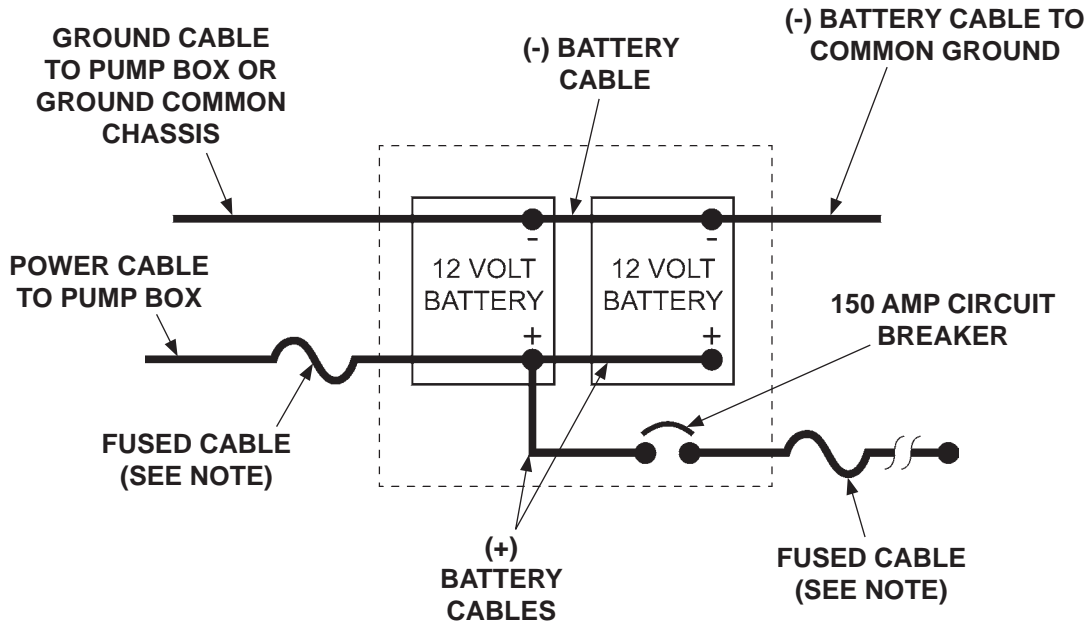 GROUND CABLE
TO PUMP BOX OR
GROUND COMMON
CHASSIS
(-) BATTERY
CABLE
(-) BATTERY CABLE TO
COMMON GROUND
POWER CABLE
TO PUMP BOX
-
12 VOLT
BATTERY
+
-
12 VOLT
BATTERY
+
150 AMP CIRCUIT
BREAKER
FUSED CABLE
(SEE NOTE)
(+)
BATTERY
CABLES
FUSED CABLE
(SEE NOTE)